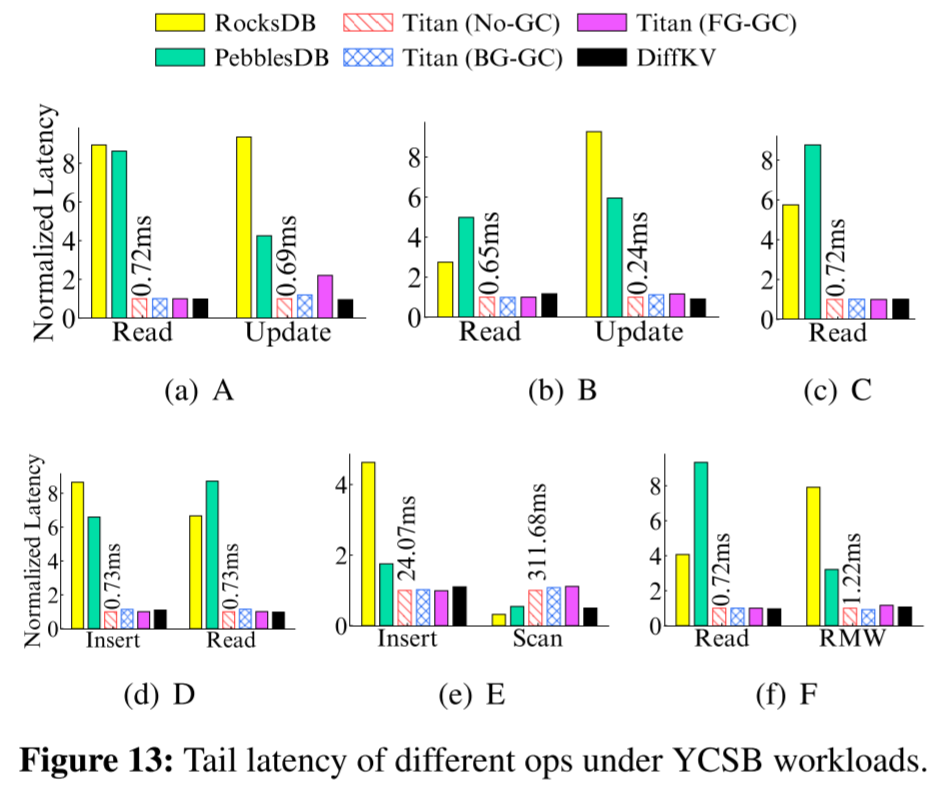 RocksDB Titan (No-GC) Titan (FG-GC)
PebblesDB Titan (BG-GC) DiffKV
Normalized Latency
8
6
4
2
0
0.72ms
0.69ms
Read Update
(a) A
8
6
4
2
0
0.65ms
0.24ms
Read Update
(b) B
8
6
4
2
0
0.72ms
Read
(c) C
Normalized Latency
8
6
4
2
0
0.73ms
0.73ms
Insert Read
(d) D
4
2
0
24.07ms
311.68ms
Insert Scan
(e) E
8
6
4
2
0
0.72ms
1.22ms
Read RMW
(f) F
Figure 13: Tail latency of different ops under YCSB workloads.